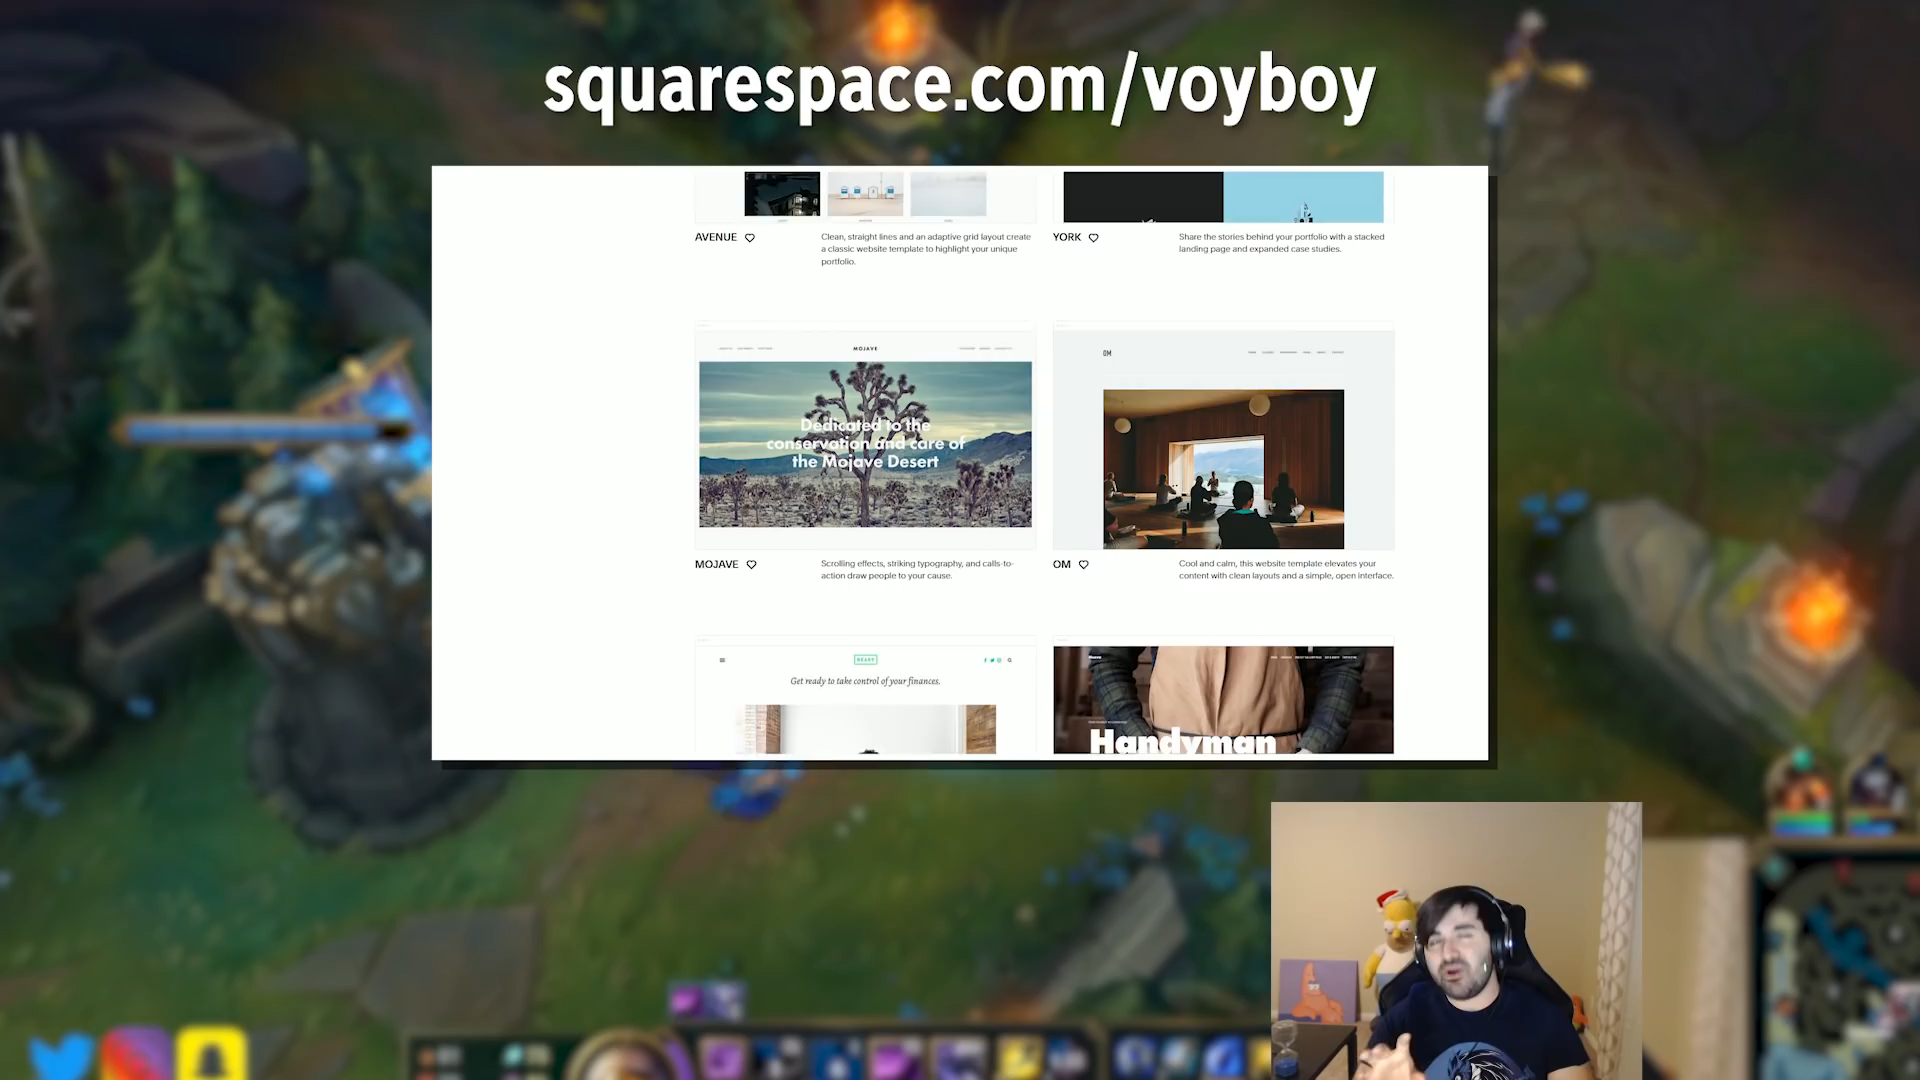 squarespace.com/voyboy
AVENUE
Clean, straight lines and an adaptive grid layout create
a classic website template to highlight your unique
portfolio.
YORK
Share the stories behind your portfolio with a stacked
landing page and expanded case studies.
MOJAVE
Dedicated to the
conservation and care of
the Mojave Desert
OM
MOJAVE
Scrolling effects, striking typography, and calls-to-
action draw people to your cause.
OM
Cool and calm, this website template elevates your
content with clean layouts and a simple, open interface.
READY
Get ready to take control of your finances.
Handyman